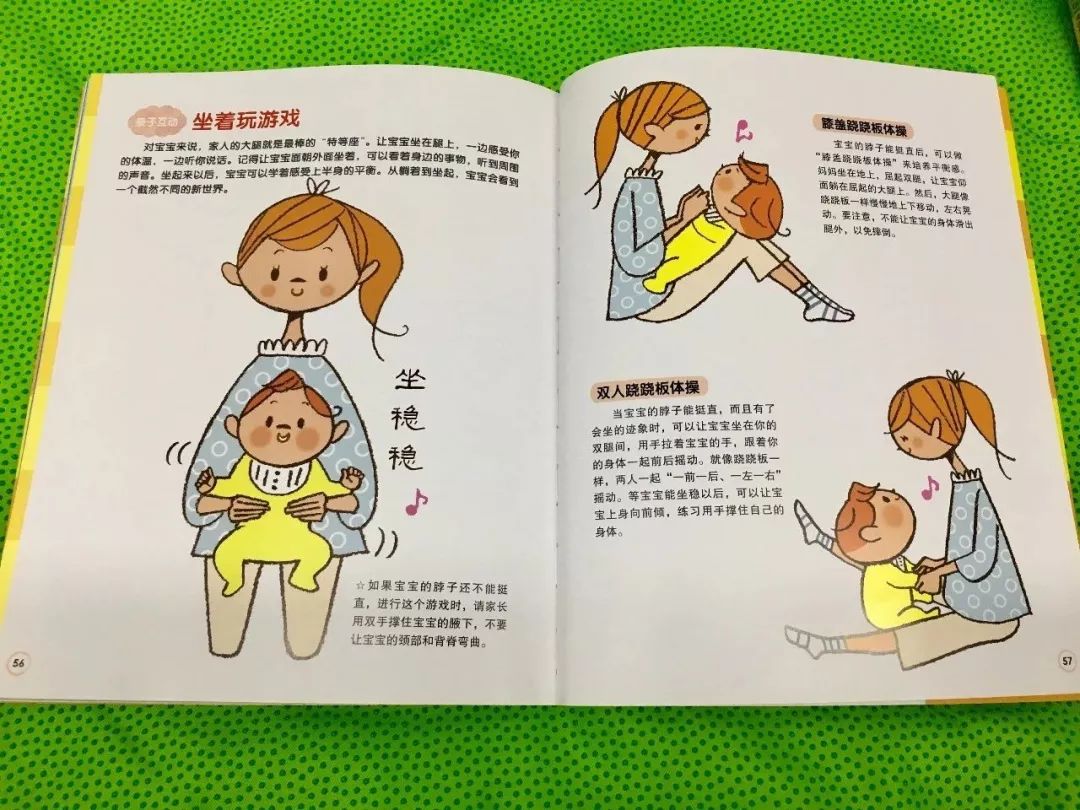 亲子互动 坐着玩游戏
对宝宝来说，家人的大腿就是最棒的“特等座”。让宝宝坐在腿上，一边感受你
的体温，一边听你说话。记得让宝宝面朝外面坐着，可以看着身边的事物，听到周围
的声音。坐起来以后，宝宝可以学着感受上半身的平衡。从躺着到坐起，宝宝会看到
一个截然不同的新世界。
坐
稳
稳
☆如果宝宝的脖子还不能挺
直，进行这个游戏时，请家长
用双手撑住宝宝的腋下，不要
让宝宝的颈部和背脊弯曲。
56
膝盖跷跷板体操
宝宝的脖子能挺直后，可以做
“膝盖跷跷板体操”来培养平衡感。
妈妈坐在地上，屈起双腿，让宝宝仰
面躺在屈起的大腿上。然后，大腿像
跷跷板一样慢慢地上下移动，左右晃
动。要注意，不能让宝宝的身体滑出
腿外，以免摔倒。
双人跷跷板体操
当宝宝的脖子能挺直，而且有了
会坐的迹象时，可以让宝宝坐在你的
双腿间，用手拉着宝宝的手，跟着你
的身体一起前后摇动。就像跷跷板一
样，两人一起“一前一后、一左一右”
摇动。等宝宝能坐稳以后，可以让宝
宝上身向前倾，练习用手撑住自己的
身体。
57